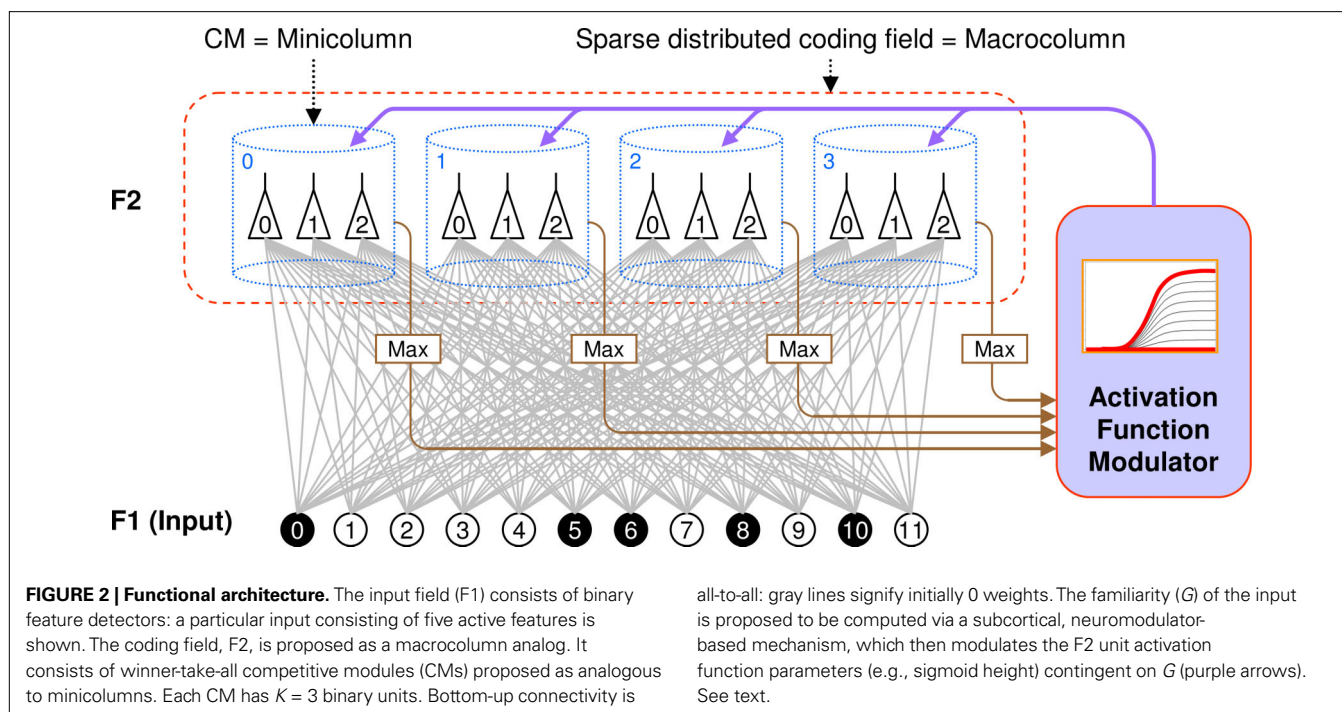 CM = Minicolumn
Sparse distributed coding field = Macrocolumn
F2
0
0 1 2
1
0 1 2
2
0 1 2
3
0 1 2
Max
Max
Max
Max
Activation
Function
Modulator
F1 (Input)
0 1 2 3 4 5 6 7 8 9 10 11
FIGURE 2 | Functional architecture. The input field (F1) consists of binary
feature detectors: a particular input consisting of five active features is
shown. The coding field, F2, is proposed as a macrocolumn analog. It
consists of winner-take-all competitive modules (CMs) proposed as analogous
to minicolumns. Each CM has K = 3 binary units. Bottom-up connectivity is
all-to-all: gray lines signify initially 0 weights. The familiarity (G) of the input
is proposed to be computed via a subcortical, neuromodulator-
based mechanism, which then modulates the F2 unit activation
function parameters (e.g., sigmoid height) contingent on G (purple arrows).
See text.